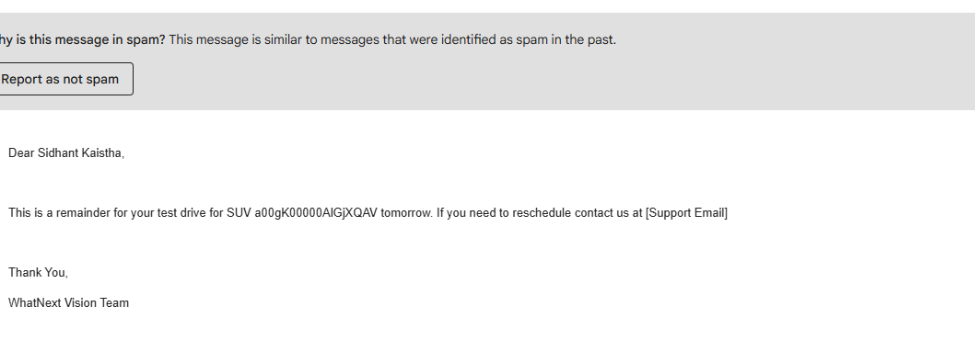 hy is this message in spam? This message is similar to messages that were identified as spam in the past.
Report as not spam
Dear Sidhant Kaistha,
This is a remainder for your test drive for SUV a00gK00000AlGjXQAV tomorrow. If you need to reschedule contact us at [Support Email]
Thank You,
WhatNext Vision Team